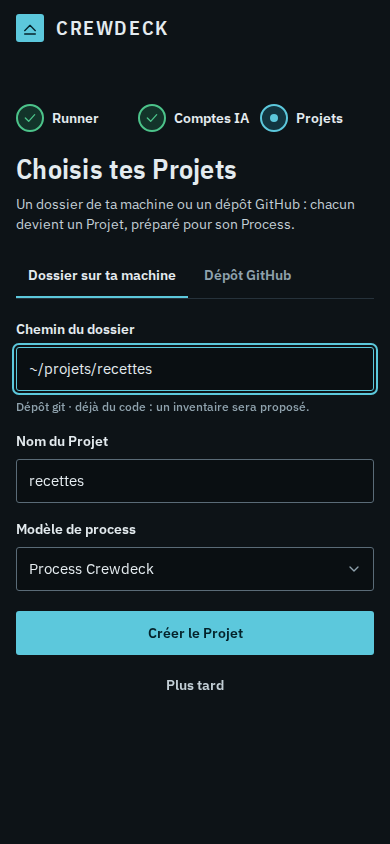 CREWDECK
Runner
Comptes IA
Projets
Choisis tes Projets
Un dossier de ta machine ou un dépôt GitHub : chacun
devient un Projet, préparé pour son Process.
Dossier sur ta machine
Dépôt GitHub
Chemin du dossier
~/projets/recettes
Dépôt git · déjà du code : un inventaire sera proposé.
Nom du Projet
recettes
Modèle de process
Process Crewdeck
Créer le Projet
Plus tard